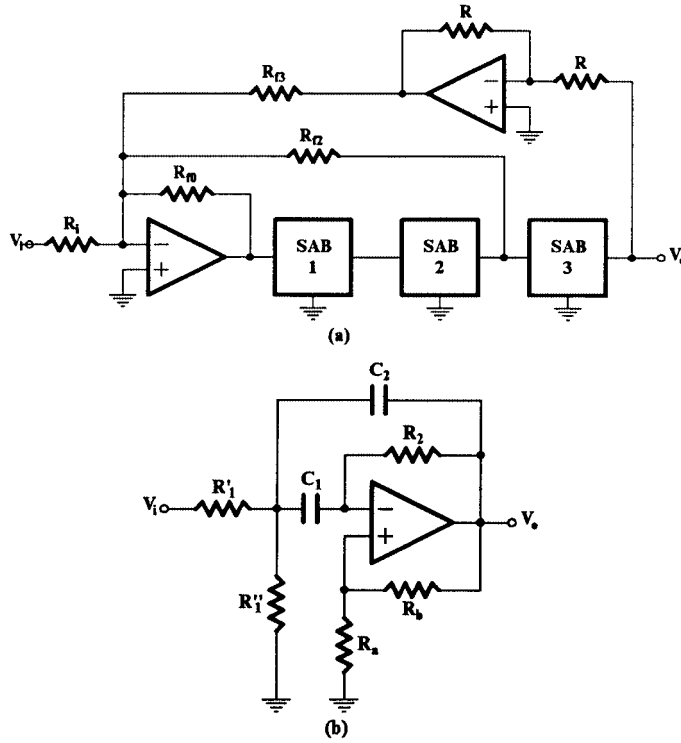 R
R
R_f3
−
+
R_f2
R_f0
R_i
V_i
−
+
SAB
1
SAB
2
SAB
3
V_o
(a)
C_2
R_2
C_1
R'_1
V_i
−
+
V_o
R''_1
R_b
R_a
(b)